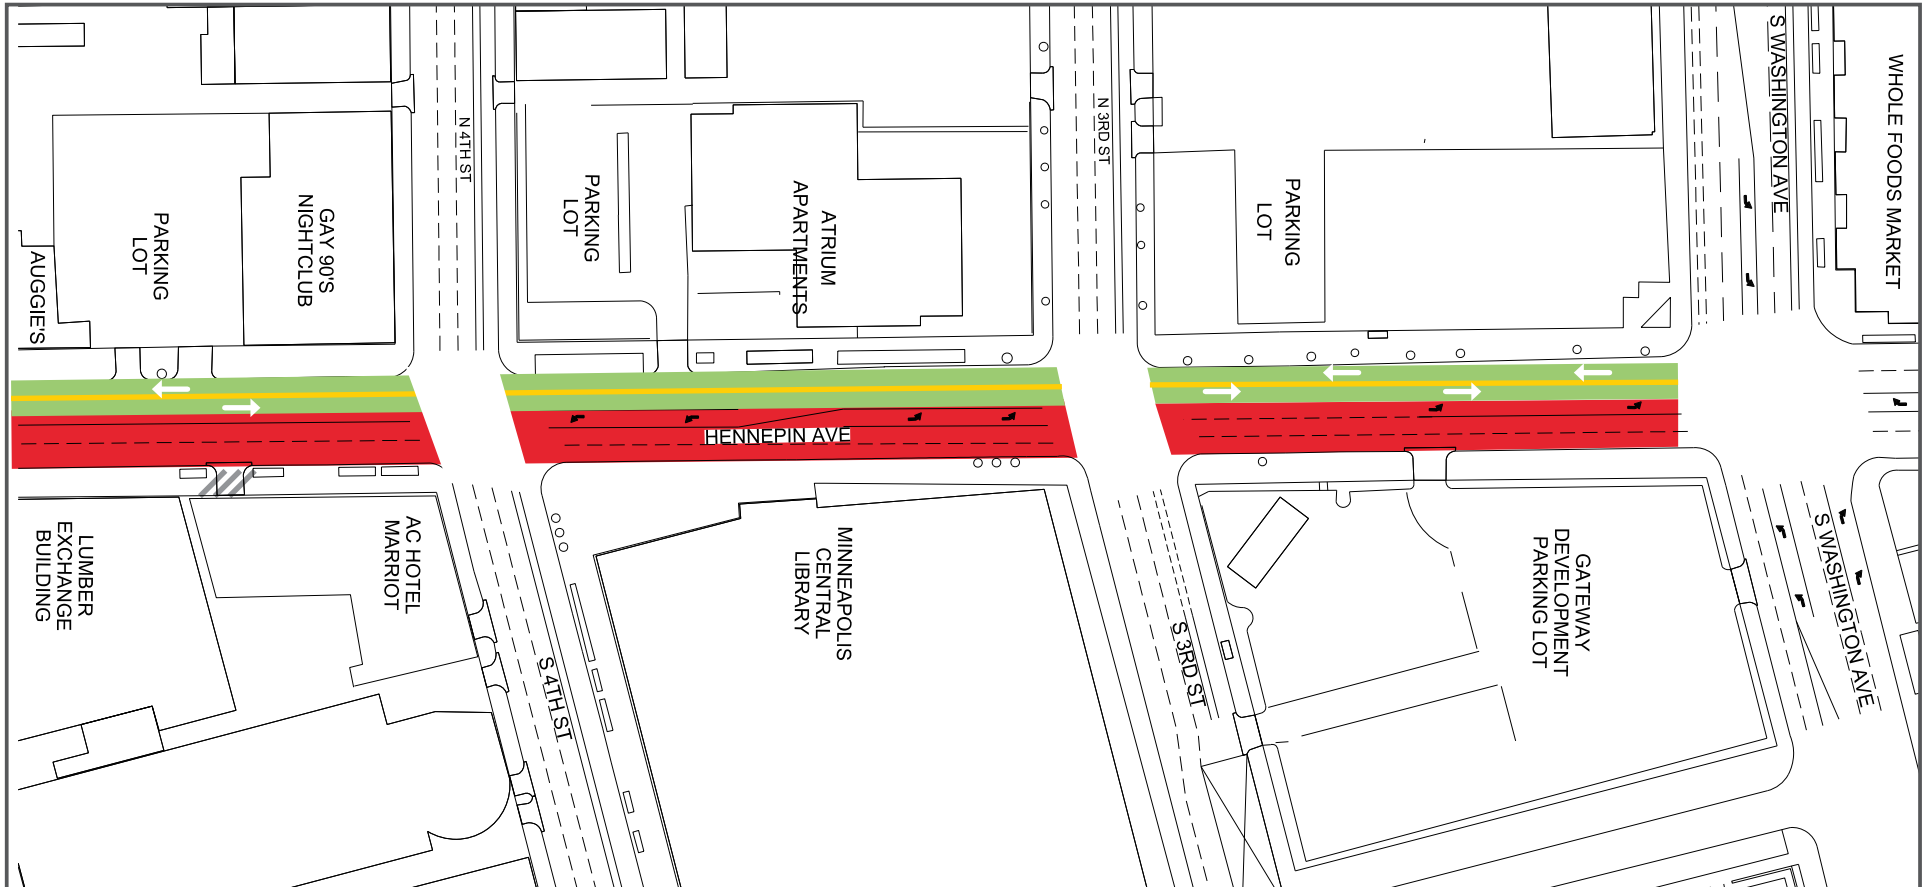 AUGGIE'S
PARKING
LOT
GAY 90'S
NIGHTCLUB
N 4TH ST
PARKING
LOT
ATRIUM
APARTMENTS
N 3RD ST
PARKING
LOT
S WASHINGTON AVE
WHOLE FOODS MARKET
HENNEPIN AVE
LUMBER
EXCHANGE
BUILDING
AC HOTEL
MARRIOT
S 4TH ST
MINNEAPOLIS
CENTRAL
LIBRARY
S 3RD ST
GATEWAY
DEVELOPMENT
PARKING LOT
S WASHINGTON AVE